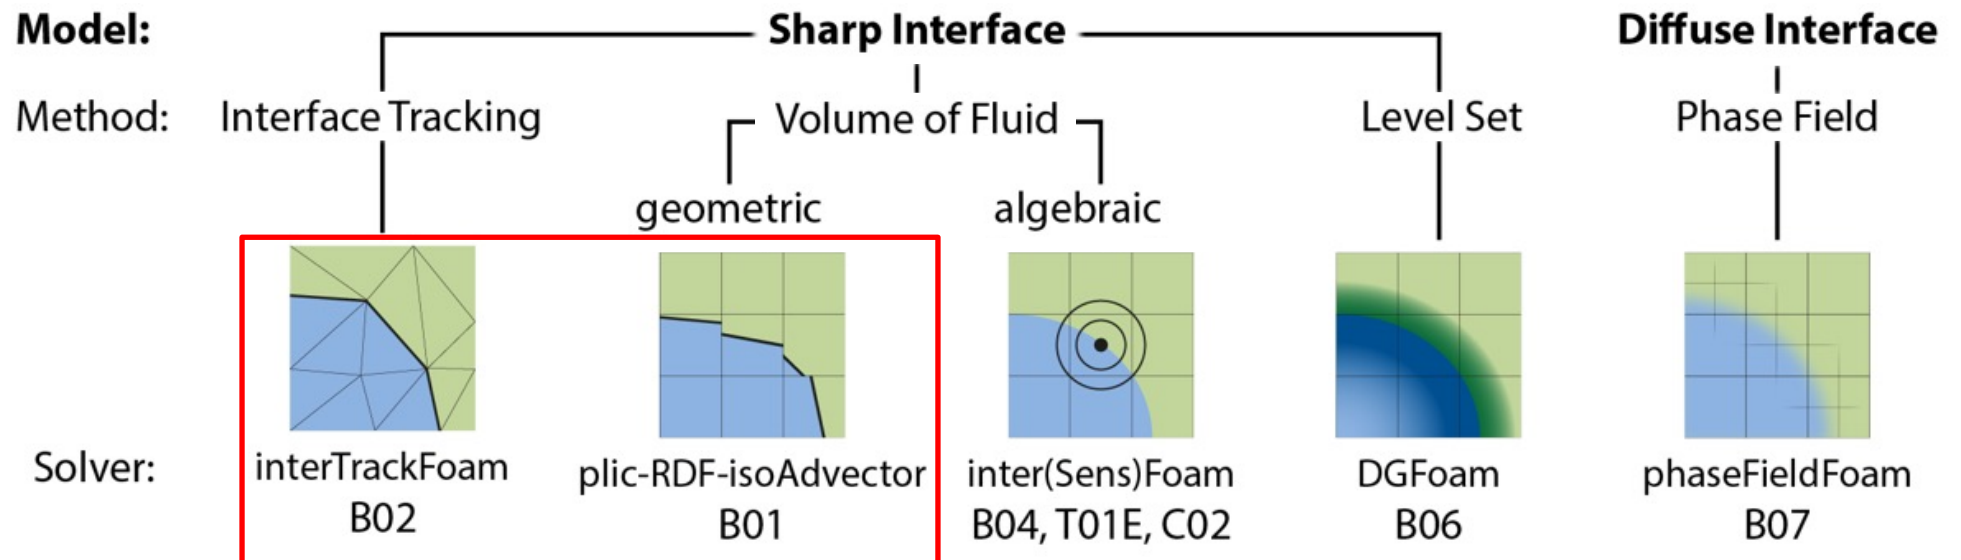 Model: Sharp Interface Diffuse Interface
Method: Interface Tracking Volume of Fluid Level Set Phase Field
geometric algebraic
Solver: interTrackFoam plic-RDF-isoAdvector inter(Sens)Foam DGFoam phaseFieldFoam
B02 B01 B04, T01E, C02 B06 B07